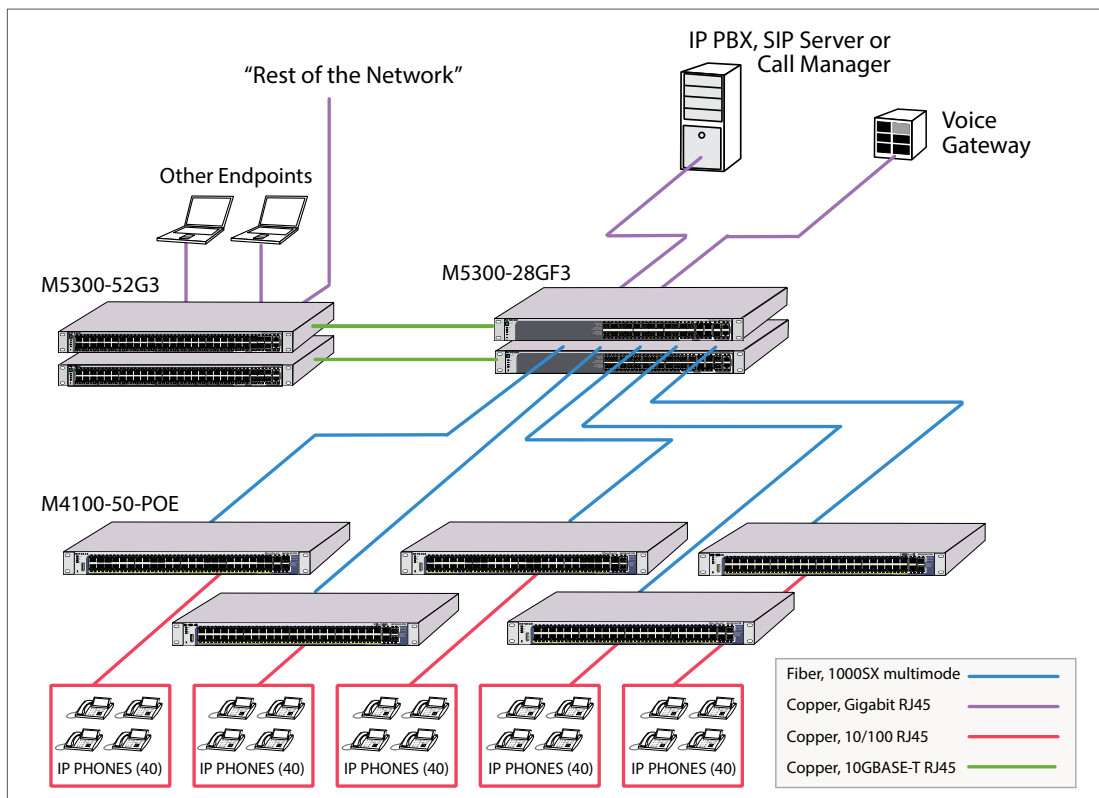 IP PBX, SIP Server or
Call Manager
“Rest of the Network”
Voice
Gateway
Other Endpoints
M5300-52G3
M5300-28GF3
M4100-50-POE
IP PHONES (40)
IP PHONES (40)
IP PHONES (40)
IP PHONES (40)
IP PHONES (40)
Fiber, 1000SX multimode
Copper, Gigabit RJ45
Copper, 10/100 RJ45
Copper, 10GBASE-T RJ45